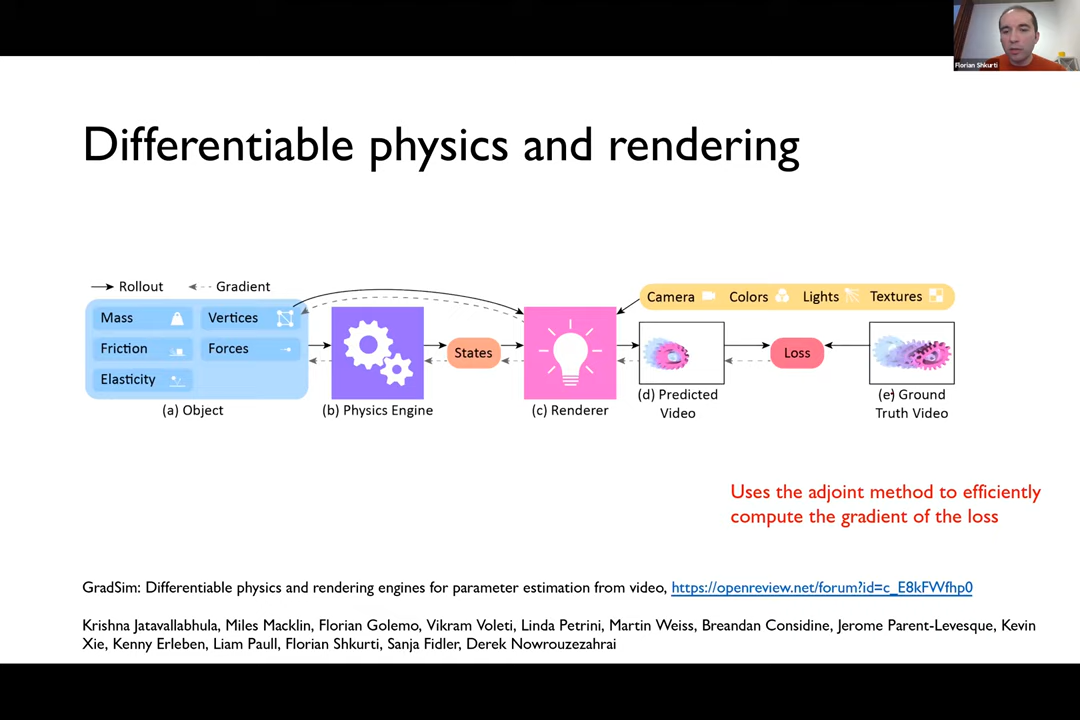 Florian Shkurti
Differentiable physics and rendering
Rollout
Gradient
Mass
Vertices
Friction
Forces
Elasticity
(a) Object
(b) Physics Engine
States
(c) Renderer
Camera
Colors
Lights
Textures
(d) Predicted
Video
Loss
(e) Ground
Truth Video
Uses the adjoint method to efficiently
compute the gradient of the loss
GradSim: Differentiable physics and rendering engines for parameter estimation from video, https://openreview.net/forum?id=c_E8kFWfhp0
Krishna Jatavallabhula, Miles Macklin, Florian Golemo, Vikram Voleti, Linda Petrini, Martin Weiss, Breandan Considine, Jerome Parent-Levesque, Kevin
Xie, Kenny Erleben, Liam Paull, Florian Shkurti, Sanja Fidler, Derek Nowrouzezahrai